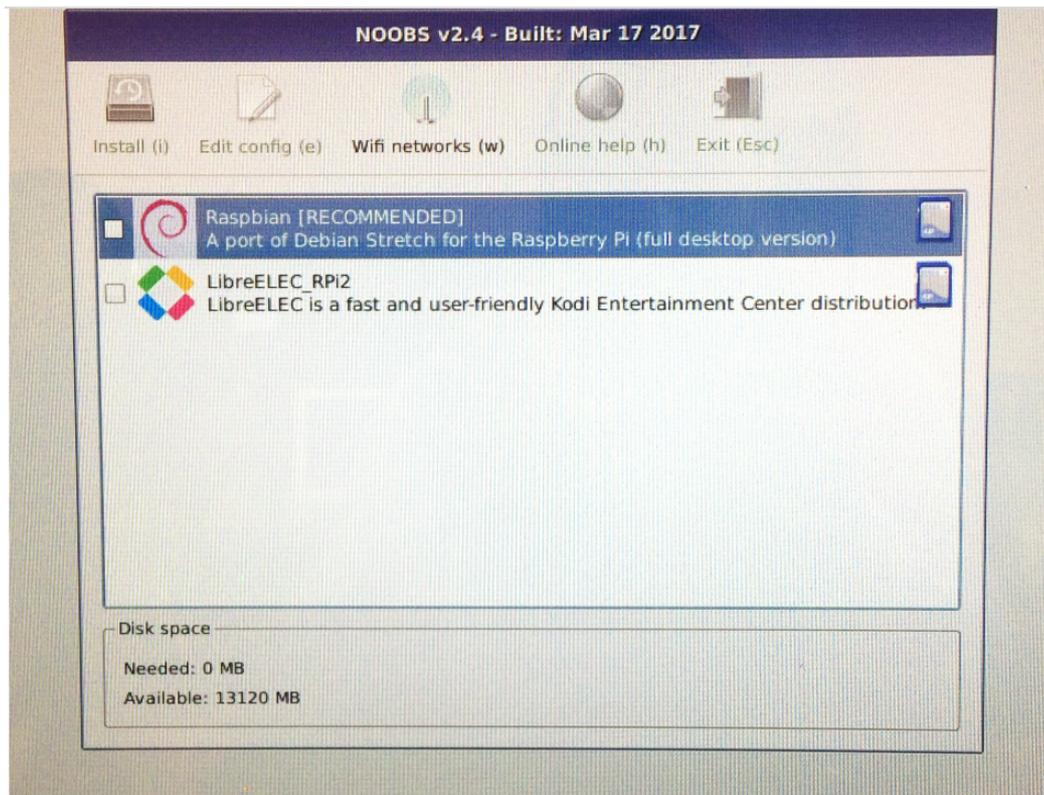 NOOBS v2.4 - Built: Mar 17 2017
Install (i) Edit config (e) Wifi networks (w) Online help (h) Exit (Esc)
Raspbian [RECOMMENDED]
A port of Debian Stretch for the Raspberry Pi (full desktop version)
LibreELEC_RPi2
LibreELEC is a fast and user-friendly Kodi Entertainment Center distribution.
Disk space
Needed: 0 MB
Available: 13120 MB